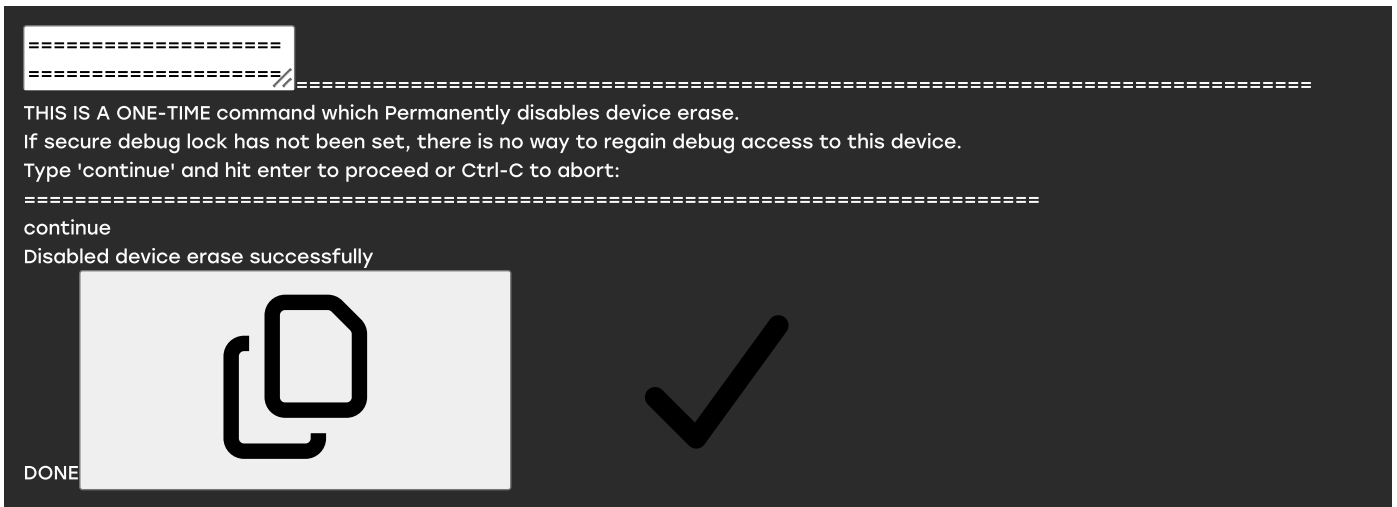 ====================
====================================================================================================
THIS IS A ONE-TIME command which Permanently disables device erase.
If secure debug lock has not been set, there is no way to regain debug access to this device.
Type 'continue' and hit enter to proceed or Ctrl-C to abort:
================================================================================
continue
Disabled device erase successfully
DONE